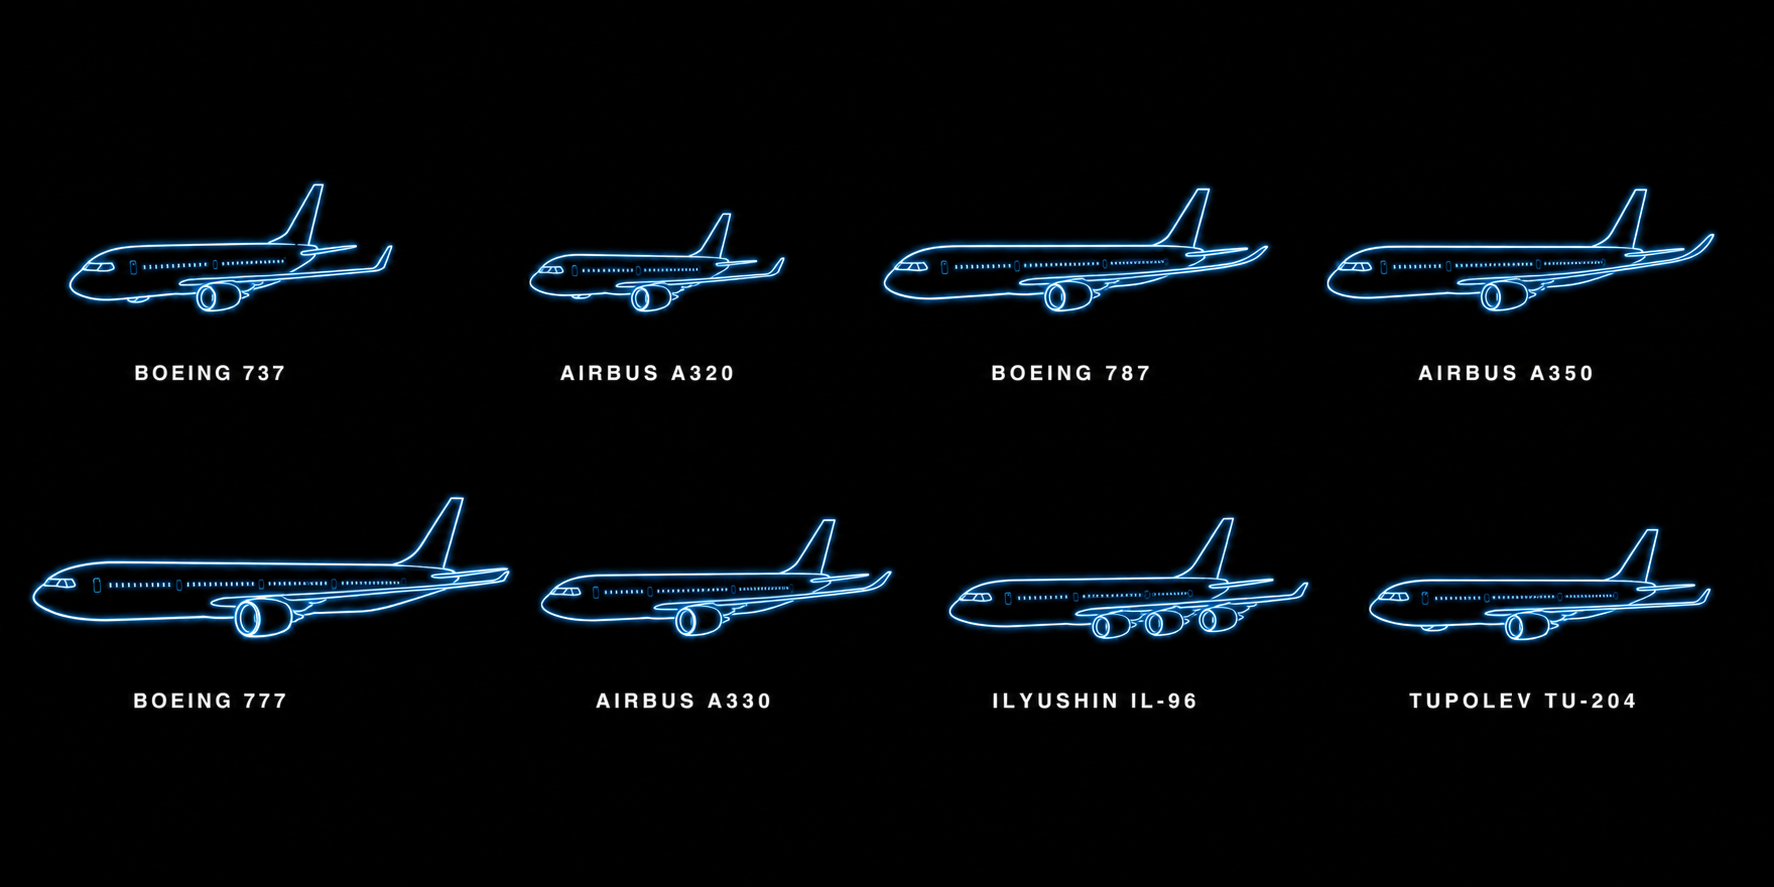 BOEING 737
AIRBUS A320
BOEING 787
AIRBUS A350
BOEING 777
AIRBUS A330
ILYUSHIN IL-96
TUPOLEV TU-204